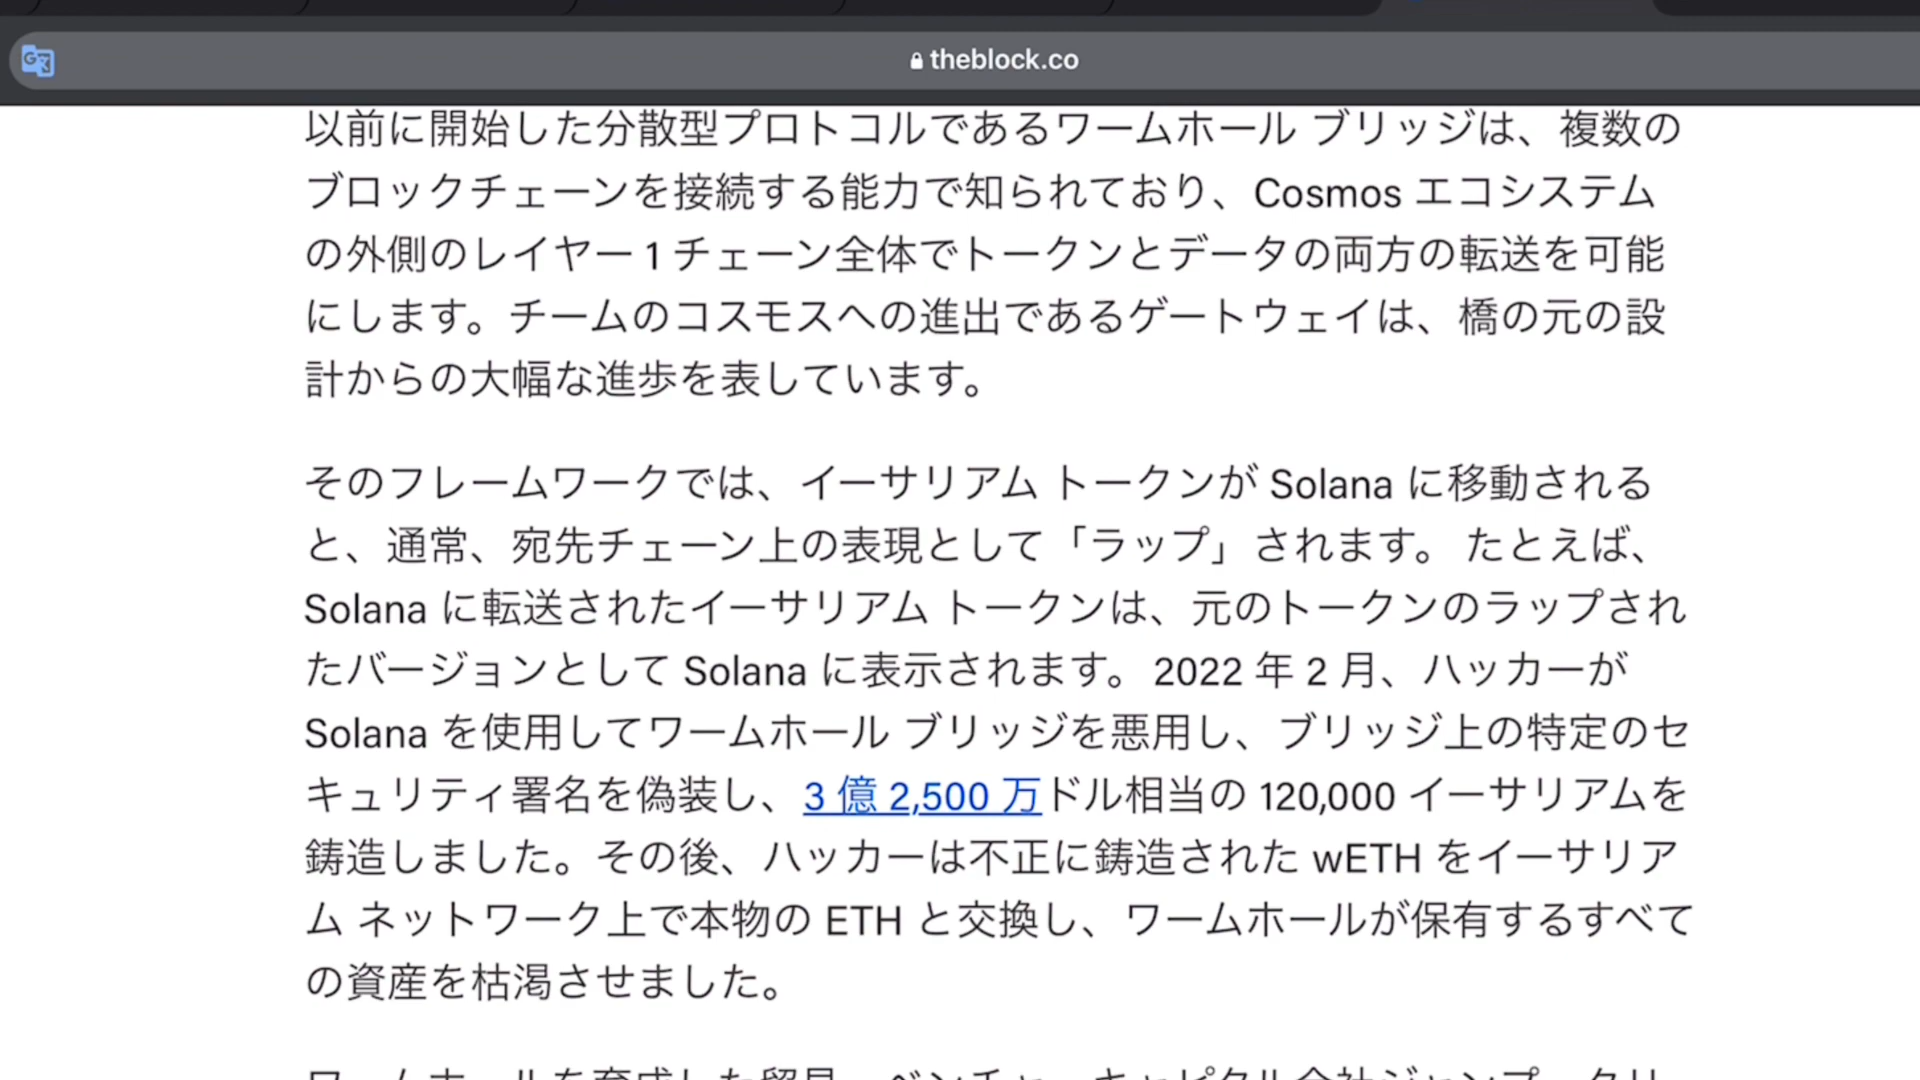 theblock.co
以前に開始した分散型プロトコルであるワームホール ブリッジは、複数の
ブロックチェーンを接続する能力で知られており、Cosmos エコシステム
の外側のレイヤー 1 チェーン全体でトークンとデータの両方の転送を可能
にします。チームのコスモスへの進出であるゲートウェイは、橋の元の設
計からの大幅な進歩を表しています。
そのフレームワークでは、イーサリアム トークンが Solana に移動される
と、通常、宛先チェーン上の表現として「ラップ」されます。 たとえば、
Solana に転送されたイーサリアム トークンは、元のトークンのラップされ
たバージョンとして Solana に表示されます。2022 年 2 月、ハッカーが
Solana を使用してワームホール ブリッジを悪用し、ブリッジ上の特定のセ
キュリティ署名を偽装し、3 億 2,500 万ドル相当の 120,000 イーサリアムを
鋳造しました。その後、ハッカーは不正に鋳造された wETH をイーサリア
ム ネットワーク上で本物の ETH と交換し、ワームホールが保有するすべて
の資産を枯渇させました。